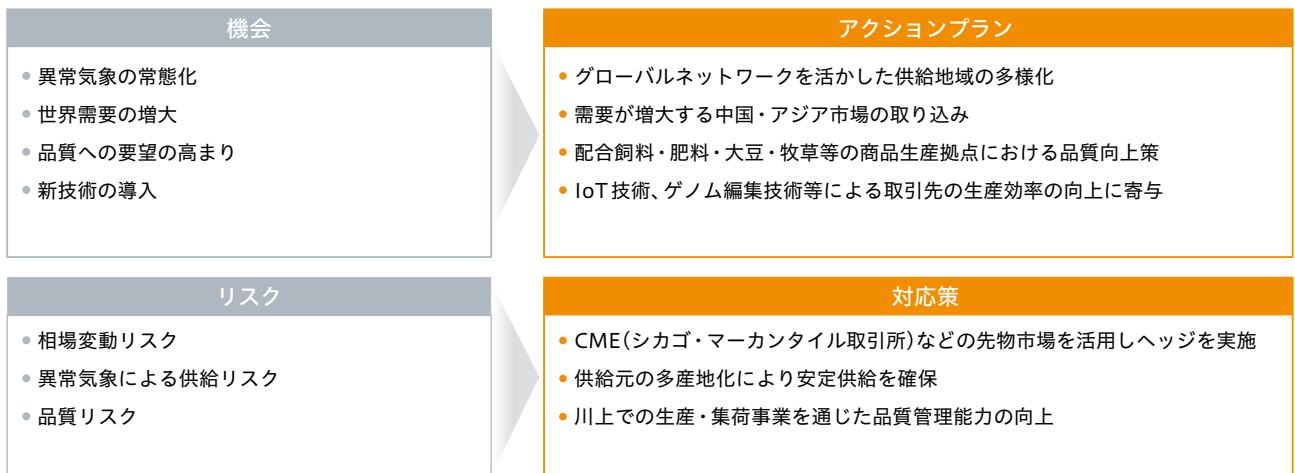 機会
• 異常気象の常態化
• 世界需要の増大
• 品質への要望の高まり
• 新技術の導入
アクションプラン
• グローバルネットワークを活かした供給地域の多様化
• 需要が増大する中国・アジア市場の取り込み
• 配合飼料・肥料・大豆・牧草等の商品生産拠点における品質向上策
• IoT技術、ゲノム編集技術等による取引先の生産効率の向上に寄与
リスク
• 相場変動リスク
• 異常気象による供給リスク
• 品質リスク
対応策
• CME(シカゴ・マーカンタイル取引所)などの先物市場を活用しヘッジを実施
• 供給元の多産地化により安定供給を確保
• 川上での生産・集荷事業を通じた品質管理能力の向上